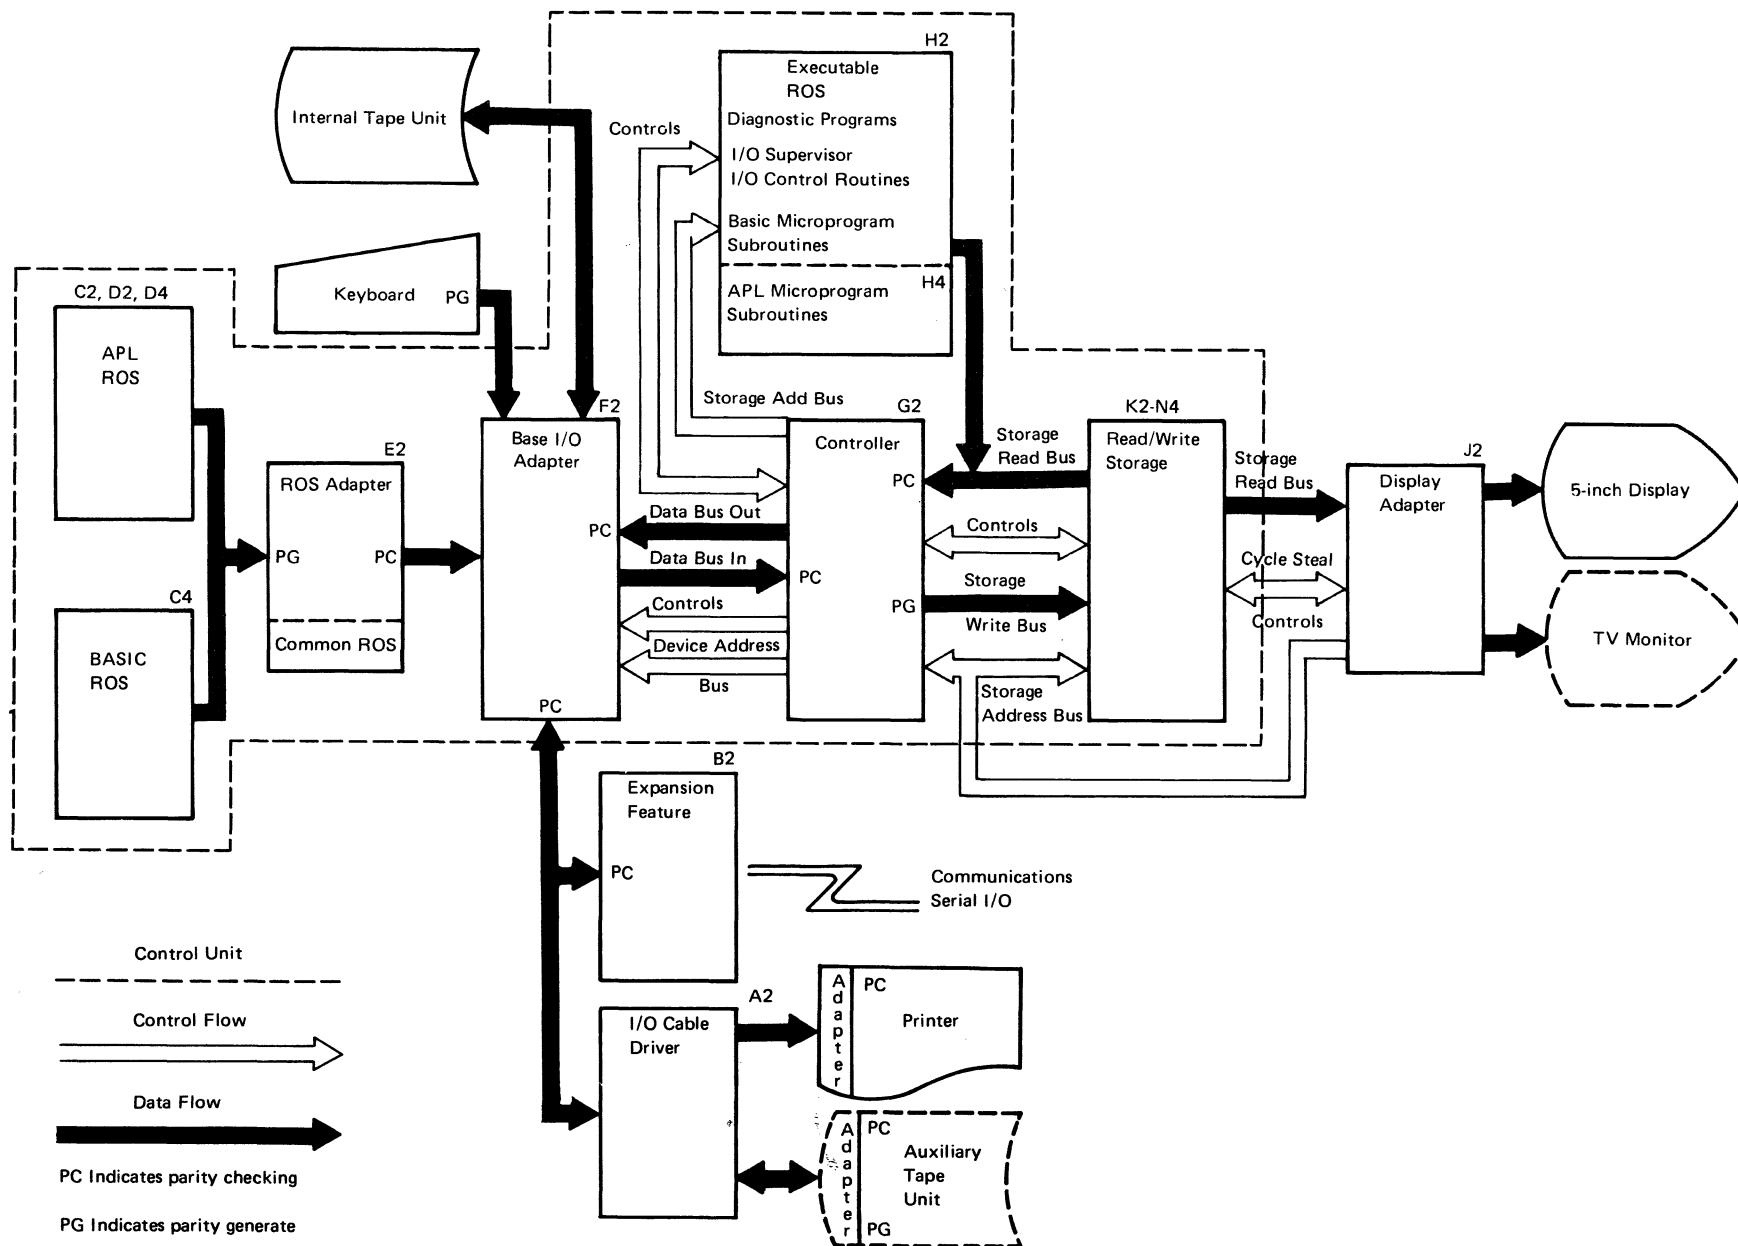 H2
Executable
ROS
Diagnostic Programs
I/O Supervisor
I/O Control Routines
Basic Microprogram
Subroutines
H4
APL Microprogram
Subroutines
Internal Tape Unit
Controls
Keyboard
PG
C2, D2, D4
APL
ROS
C4
BASIC
ROS
E2
ROS Adapter
PG
PC
Common ROS
F2
Base I/O
Adapter
PC
PC
Storage Add Bus
Data Bus Out
Data Bus In
Controls
Device Address
Bus
G2
Controller
PC
PC
PG
Storage
Read Bus
Controls
Storage
Write Bus
Storage
Address Bus
K2-N4
Read/Write
Storage
Storage
Read Bus
Cycle Steal
Controls
J2
Display
Adapter
5-inch Display
TV Monitor
B2
Expansion
Feature
PC
Communications
Serial I/O
A2
I/O Cable
Driver
Adapter
PC
Printer
Adapter
PC
Auxiliary
Tape
Unit
PG
Control Unit
Control Flow
Data Flow
PC Indicates parity checking
PG Indicates parity generate